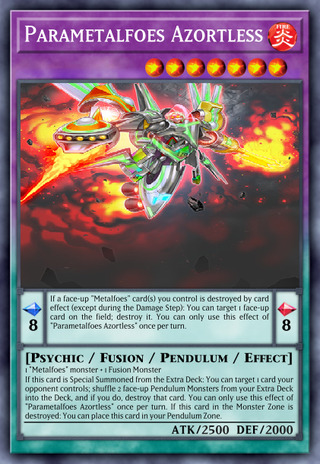 Parametalfoes Azortless
FIRE
炎
If a face-up "Metalfoes" card(s) you control is destroyed by card
effect (except during the Damage Step): You can target 1 face-up
card on the field; destroy it. You can only use this effect of
"Parametalfoes Azortless" once per turn.
8
8
[Psychic / Fusion / Pendulum / Effect]
1 "Metalfoes" monster + 1 Fusion Monster
If this card is Special Summoned from the Extra Deck: You can target 1 card your
opponent controls; shuffle 2 face-up Pendulum Monsters from your Extra Deck
into the Deck, and if you do, destroy that card. You can only use this effect of
"Parametalfoes Azortless" once per turn. If this card in the Monster Zone is
destroyed: You can place this card in your Pendulum Zone.
ATK/2500 DEF/2000